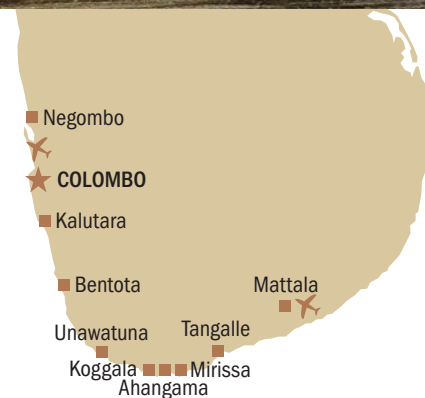 Negombo
COLOMBO
Kalutara
Bentota
Mattala
Unawatuna
Tangalle
Koggala
Mirissa
Ahangama